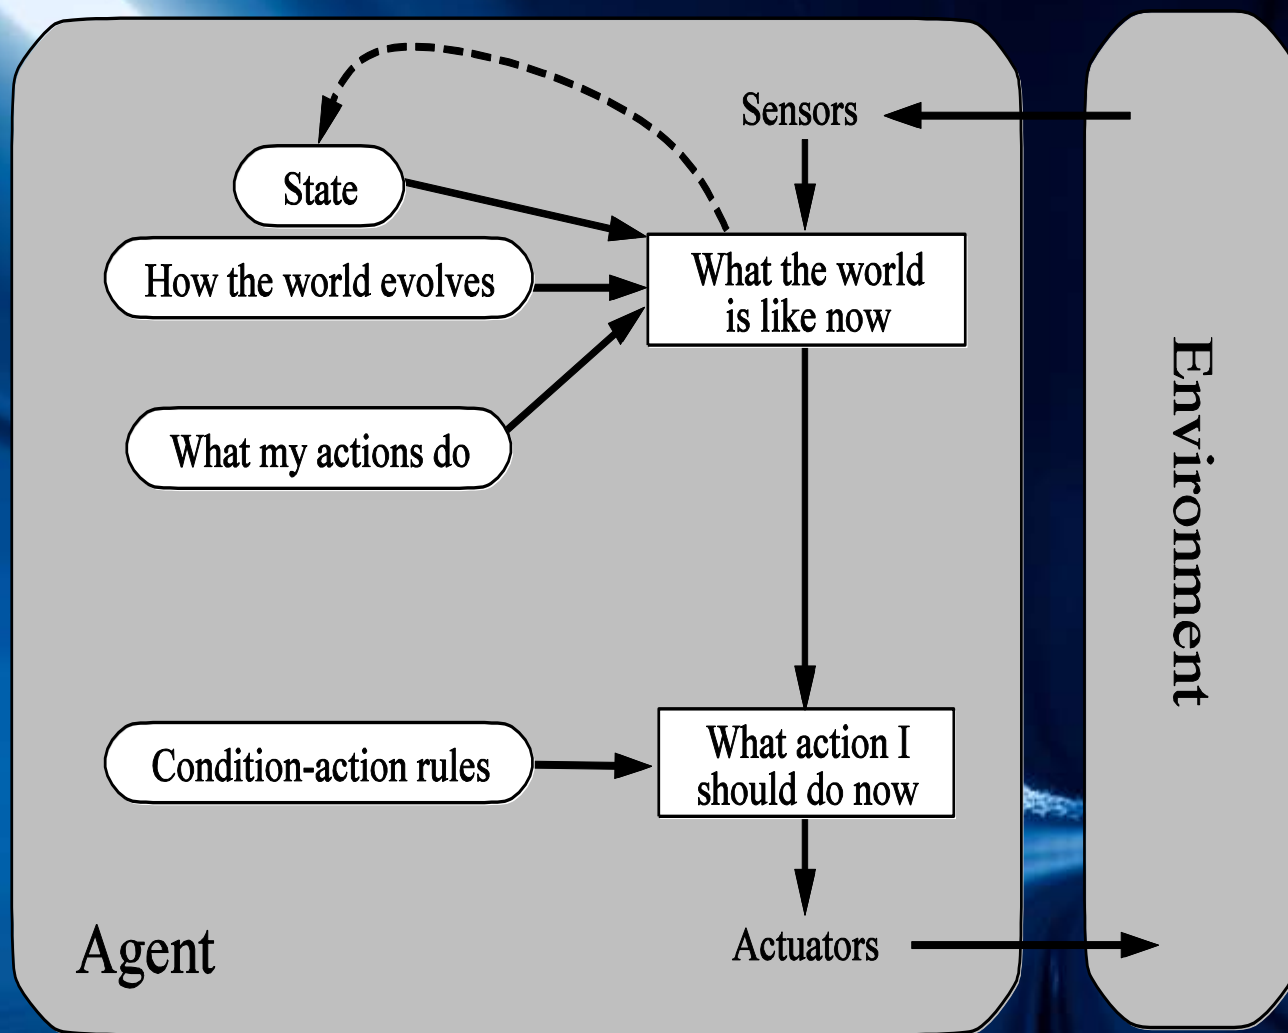 Sensors
State
How the world evolves
What the world
is like now
What my actions do
Environment
Condition-action rules
What action I
should do now
Agent
Actuators